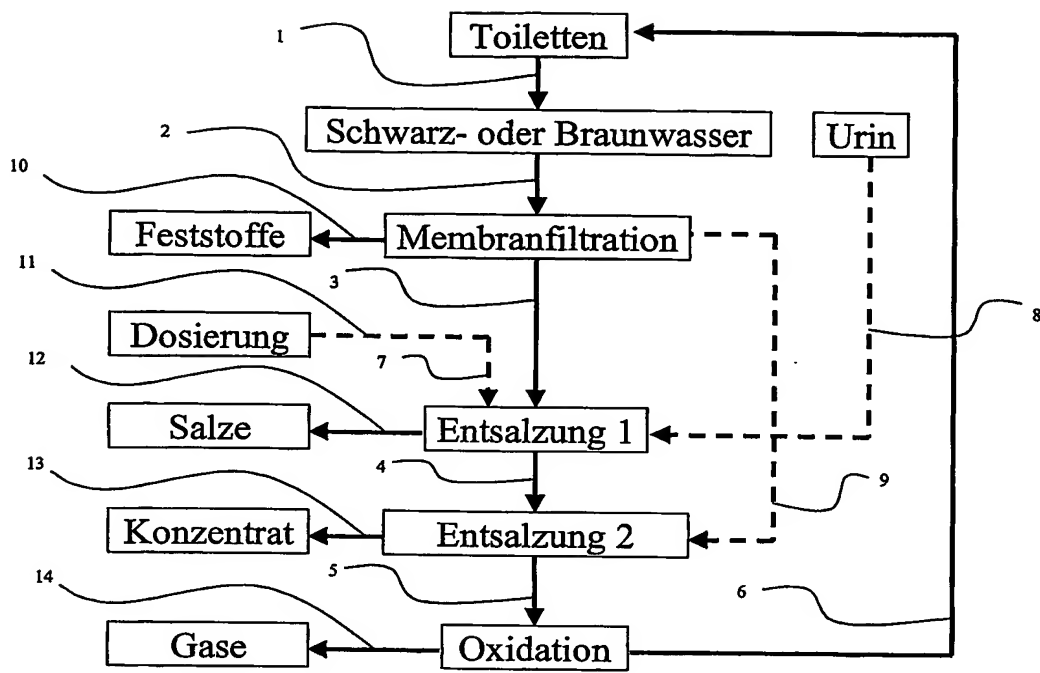 Toiletten
1
Schwarz- oder Braunwasser
Urin
2
10
Feststoffe
Membranfiltration
11
3
8
Dosierung
7
12
Salze
Entsalzung 1
13
4
9
Konzentrat
Entsalzung 2
14
5
6
Gase
Oxidation